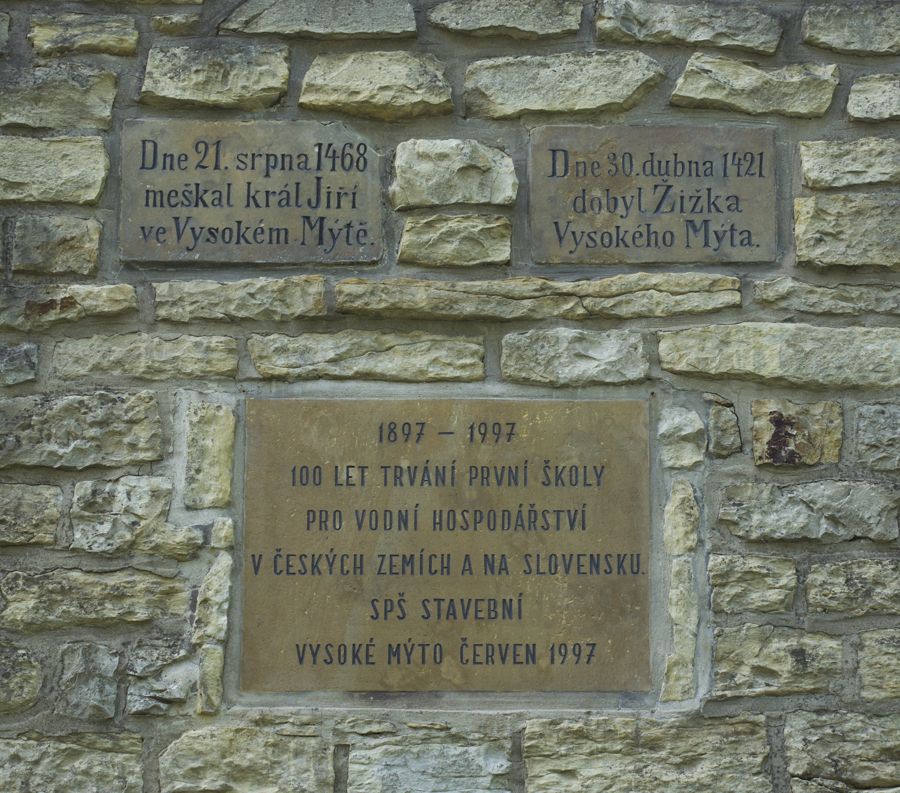 Dne 21. srpna 1468
meškal král Jiří
ve Vysokém Mýtě.
Dne 30. dubna 1421
dobyl Žižka
Vysokého Mýta.
1897 – 1997
100 LET TRVÁNÍ PRVNÍ ŠKOLY
PRO VODNÍ HOSPODÁŘSTVÍ
V ČESKÝCH ZEMÍCH A NA SLOVENSKU.
SPŠ STAVEBNÍ
VYSOKÉ MÝTO ČERVEN 1997